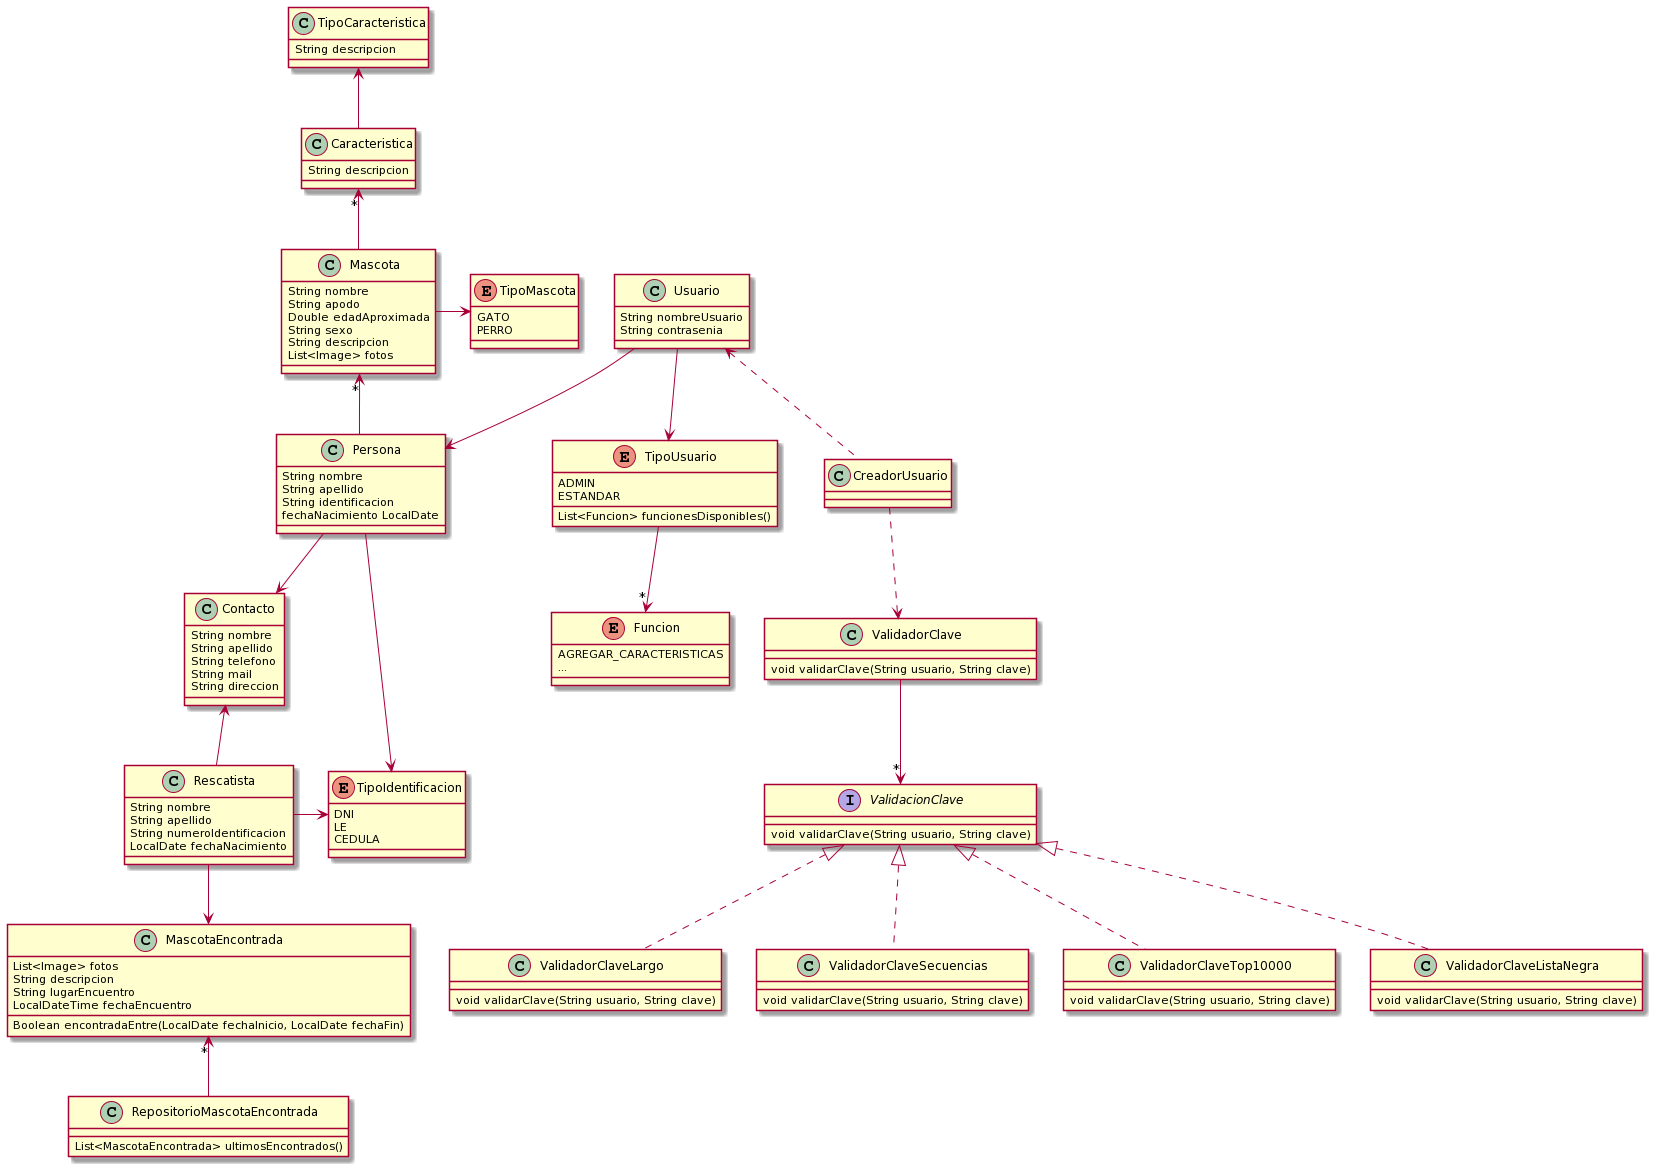 C TipoCaracteristica
String descripcion
C Caracteristica
String descripcion
*
C Mascota
String nombre
String apodo
Double edadAproximada
String sexo
String descripcion
List<Image> fotos
*
E TipoMascota
GATO
PERRO
C Usuario
String nombreUsuario
String contrasenia
C Persona
String nombre
String apellido
String identificacion
fechaNacimiento LocalDate
E TipoUsuario
ADMIN
ESTANDAR
List<Funcion> funcionesDisponibles()
C CreadorUsuario
C Contacto
String nombre
String apellido
String telefono
String mail
String direccion
*
E Funcion
AGREGAR_CARACTERISTICAS
...
C ValidadorClave
void validarClave(String usuario, String clave)
C Rescatista
String nombre
String apellido
String numeroIdentificacion
LocalDate fechaNacimiento
E TipoIdentificacion
DNI
LE
CEDULA
*
I ValidacionClave
void validarClave(String usuario, String clave)
C MascotaEncontrada
List<Image> fotos
String descripcion
String lugarEncuentro
LocalDateTime fechaEncuentro
Boolean encontradaEntre(LocalDate fechaInicio, LocalDate fechaFin)
*
C ValidadorClaveLargo
void validarClave(String usuario, String clave)
C ValidadorClaveSecuencias
void validarClave(String usuario, String clave)
C ValidadorClaveTop10000
void validarClave(String usuario, String clave)
C ValidadorClaveListaNegra
void validarClave(String usuario, String clave)
C RepositorioMascotaEncontrada
List<MascotaEncontrada> ultimosEncontrados()